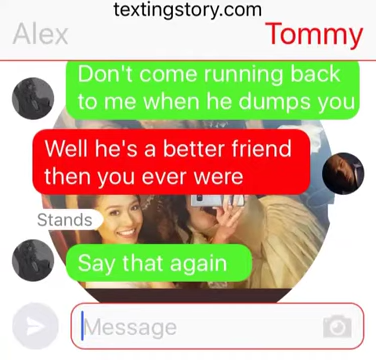 textingstory.com
Alex
Tommy
Don't come running back
to me when he dumps you
Well he's a better friend
then you ever were
Stands
Say that again
Message